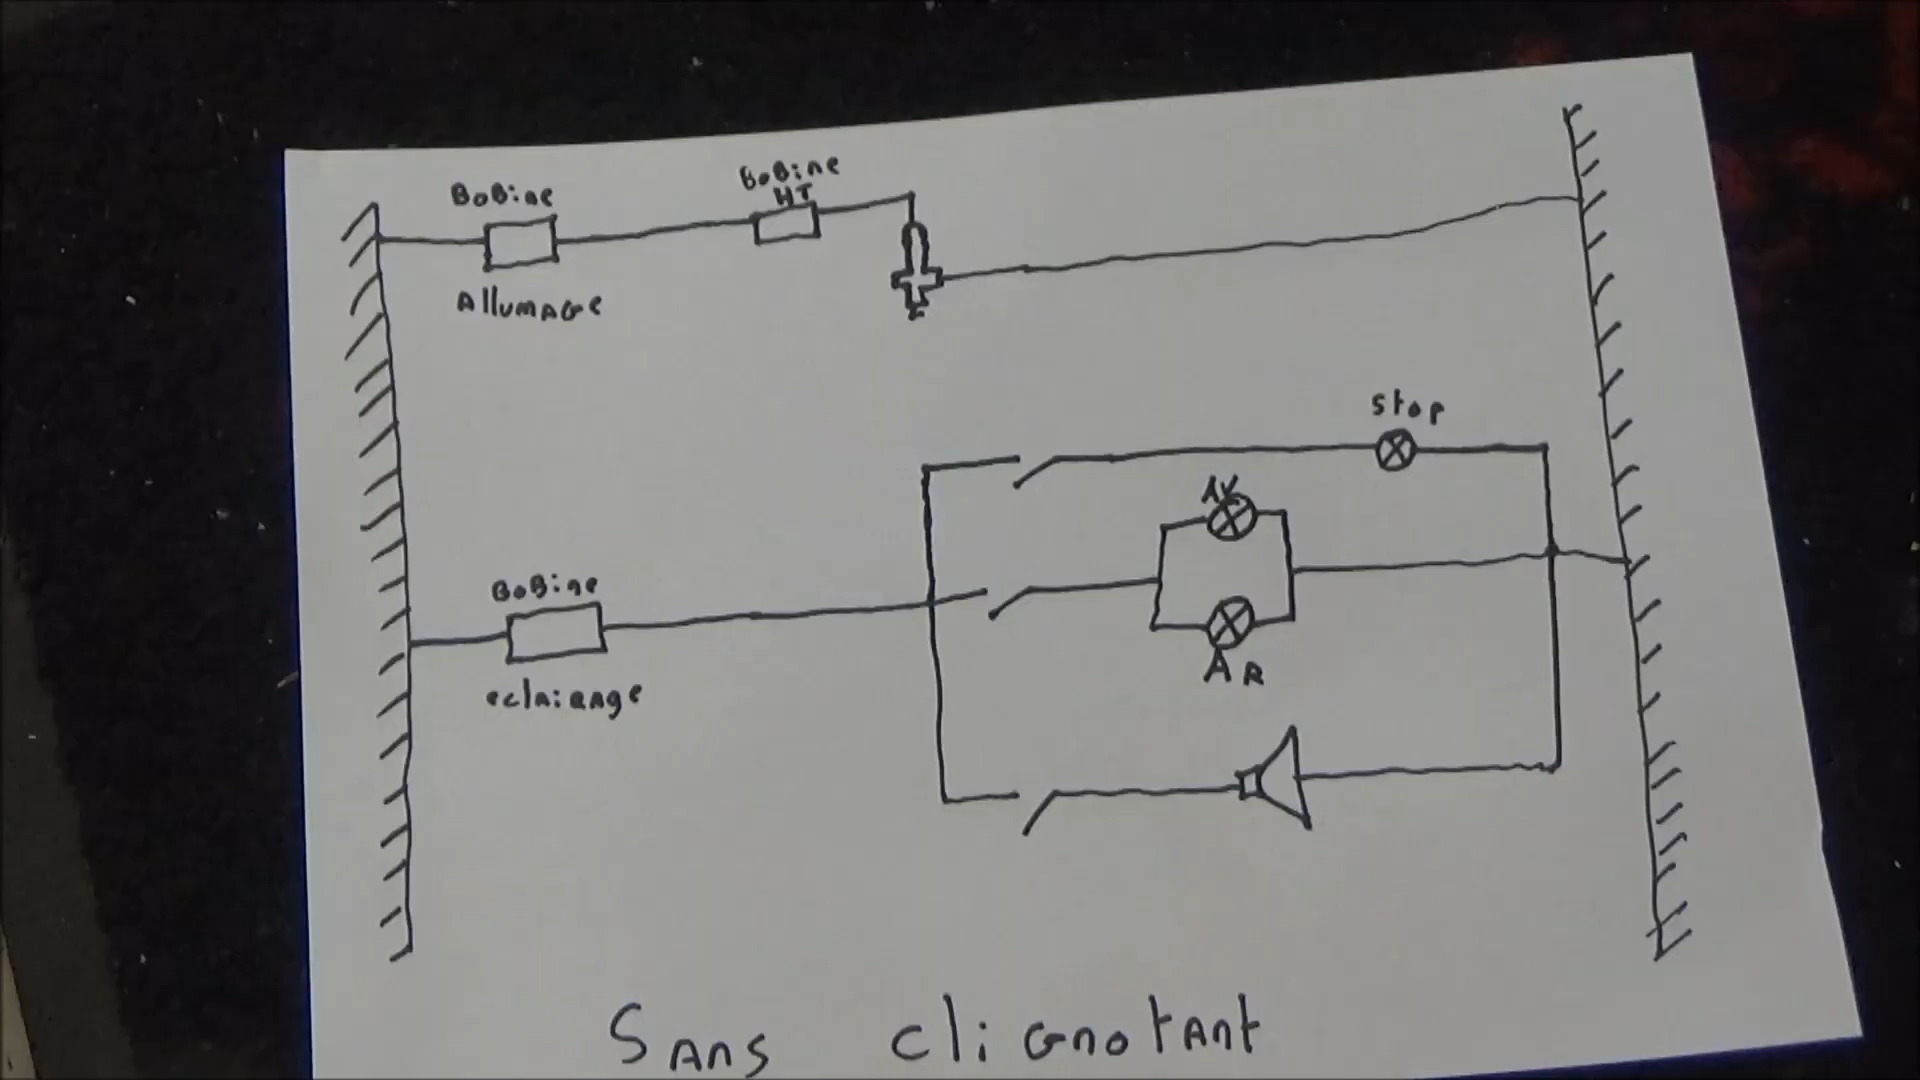 BoBine
BoBine
HT
Allumage
stop
AV
BoBine
AR
eclairage
Sans clignotant